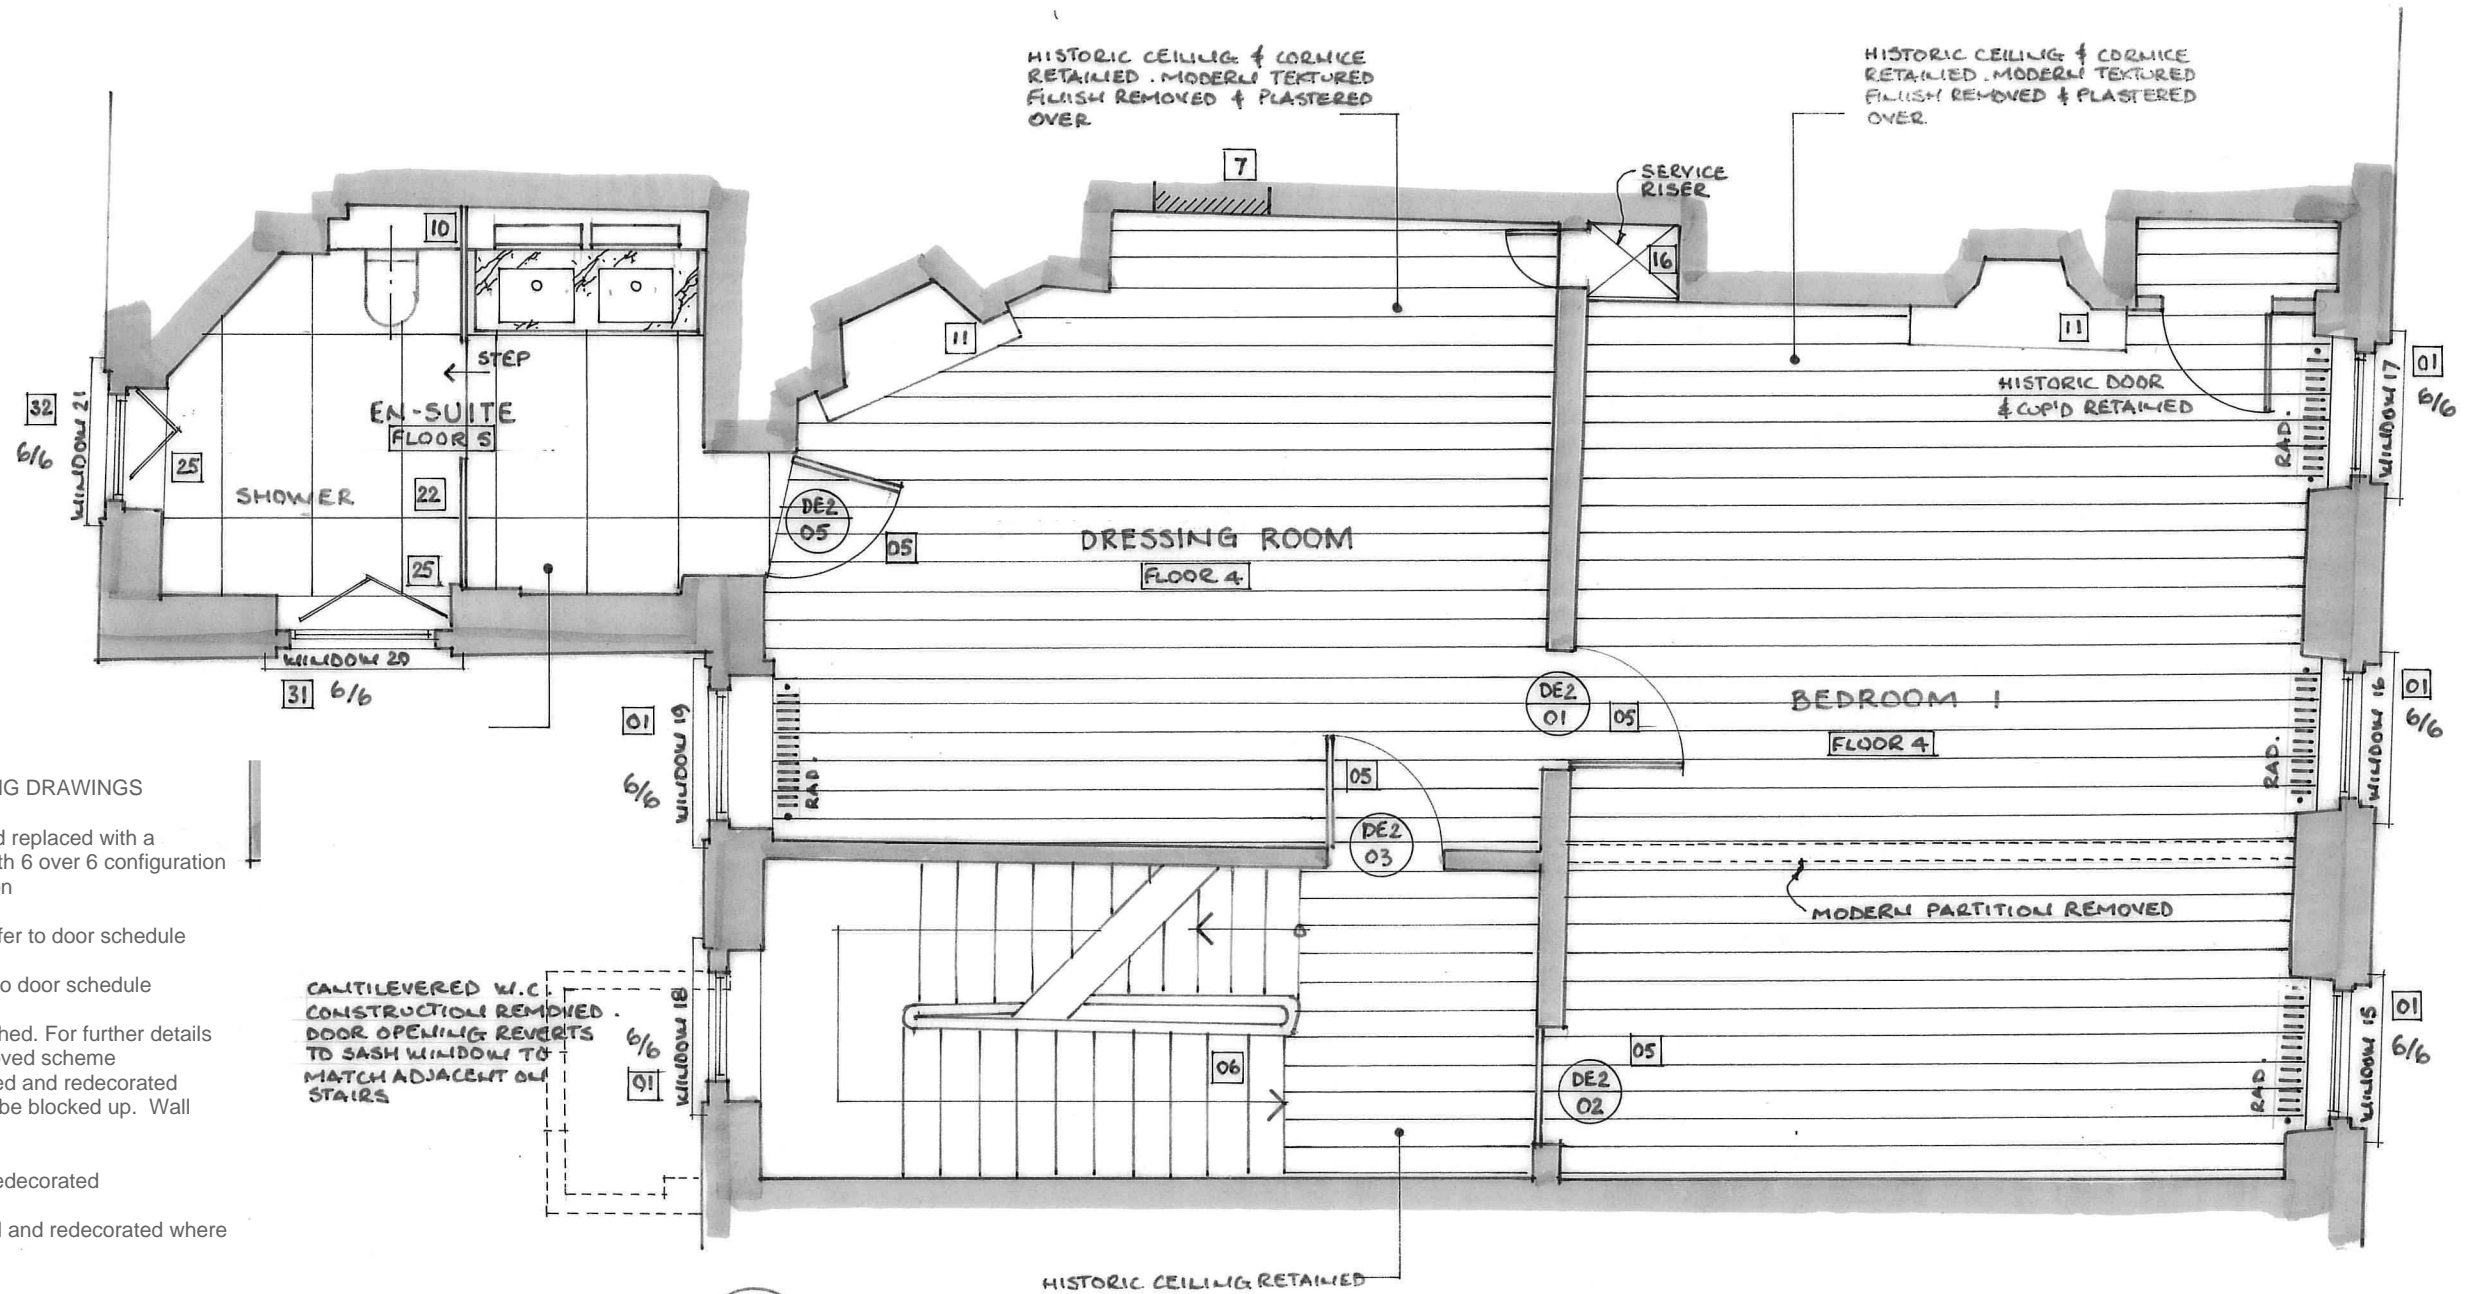 HISTORIC CEILING & CORNICE
RETAINED. MODERN TEXTURED
FINISH REMOVED & PLASTERED
OVER
HISTORIC CEILING & CORNICE
RETAINED. MODERN TEXTURED
FINISH REMOVED & PLASTERED
OVER.
7
SERVICE
RISER
16
10
11
11
STEP
EN-SUITE
FLOOR 5
32
6/6
WINDOW 21
25
SHOWER
22
25
WINDOW 20
31 6/6
DE2
05
05
DRESSING ROOM
FLOOR 4
HISTORIC DOOR
& CUP'D RETAINED
RAD.
WINDOW 17
01
6/6
01
6/6
WINDOW 19
RAD.
DE2
01
05
BEDROOM 1
FLOOR 4
RAD.
WINDOW 16
01
6/6
05
DE2
03
MODERN PARTITION REMOVED
NG DRAWINGS
d replaced with a
th 6 over 6 configuration
on
fer to door schedule
o door schedule
hed. For further details
oved scheme
ed and redecorated
be blocked up. Wall
edecorated
l and redecorated where
CANTILEVERED W.C.
CONSTRUCTION REMOVED.
DOOR OPENING REVERTS
TO SASH WINDOW TO
MATCH ADJACENT ON
STAIRS
6/6
01
WINDOW 18
06
05
DE2
02
RAD.
WINDOW 15
01
6/6
HISTORIC CEILING RETAINED